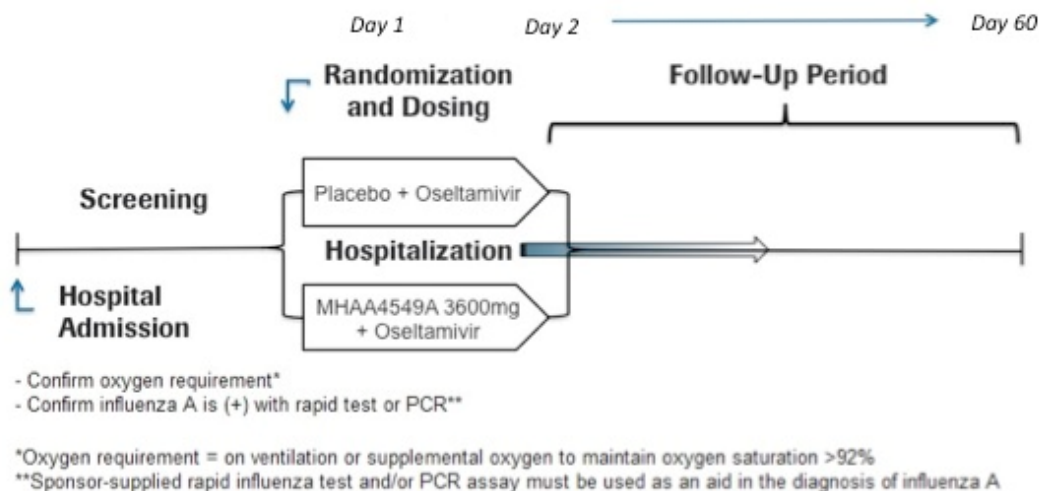 Day 1
Day 2
Day 60
Randomization
and Dosing
Follow-Up Period
Placebo + Oseltamivir
Screening
Hospitalization
Hospital
Admission
MHAA4549A 3600mg
+ Oseltamivir
- Confirm oxygen requirement*
- Confirm influenza A is (+) with rapid test or PCR**
*Oxygen requirement = on ventilation or supplemental oxygen to maintain oxygen saturation >92%
**Sponsor-supplied rapid influenza test and/or PCR assay must be used as an aid in the diagnosis of influenza A